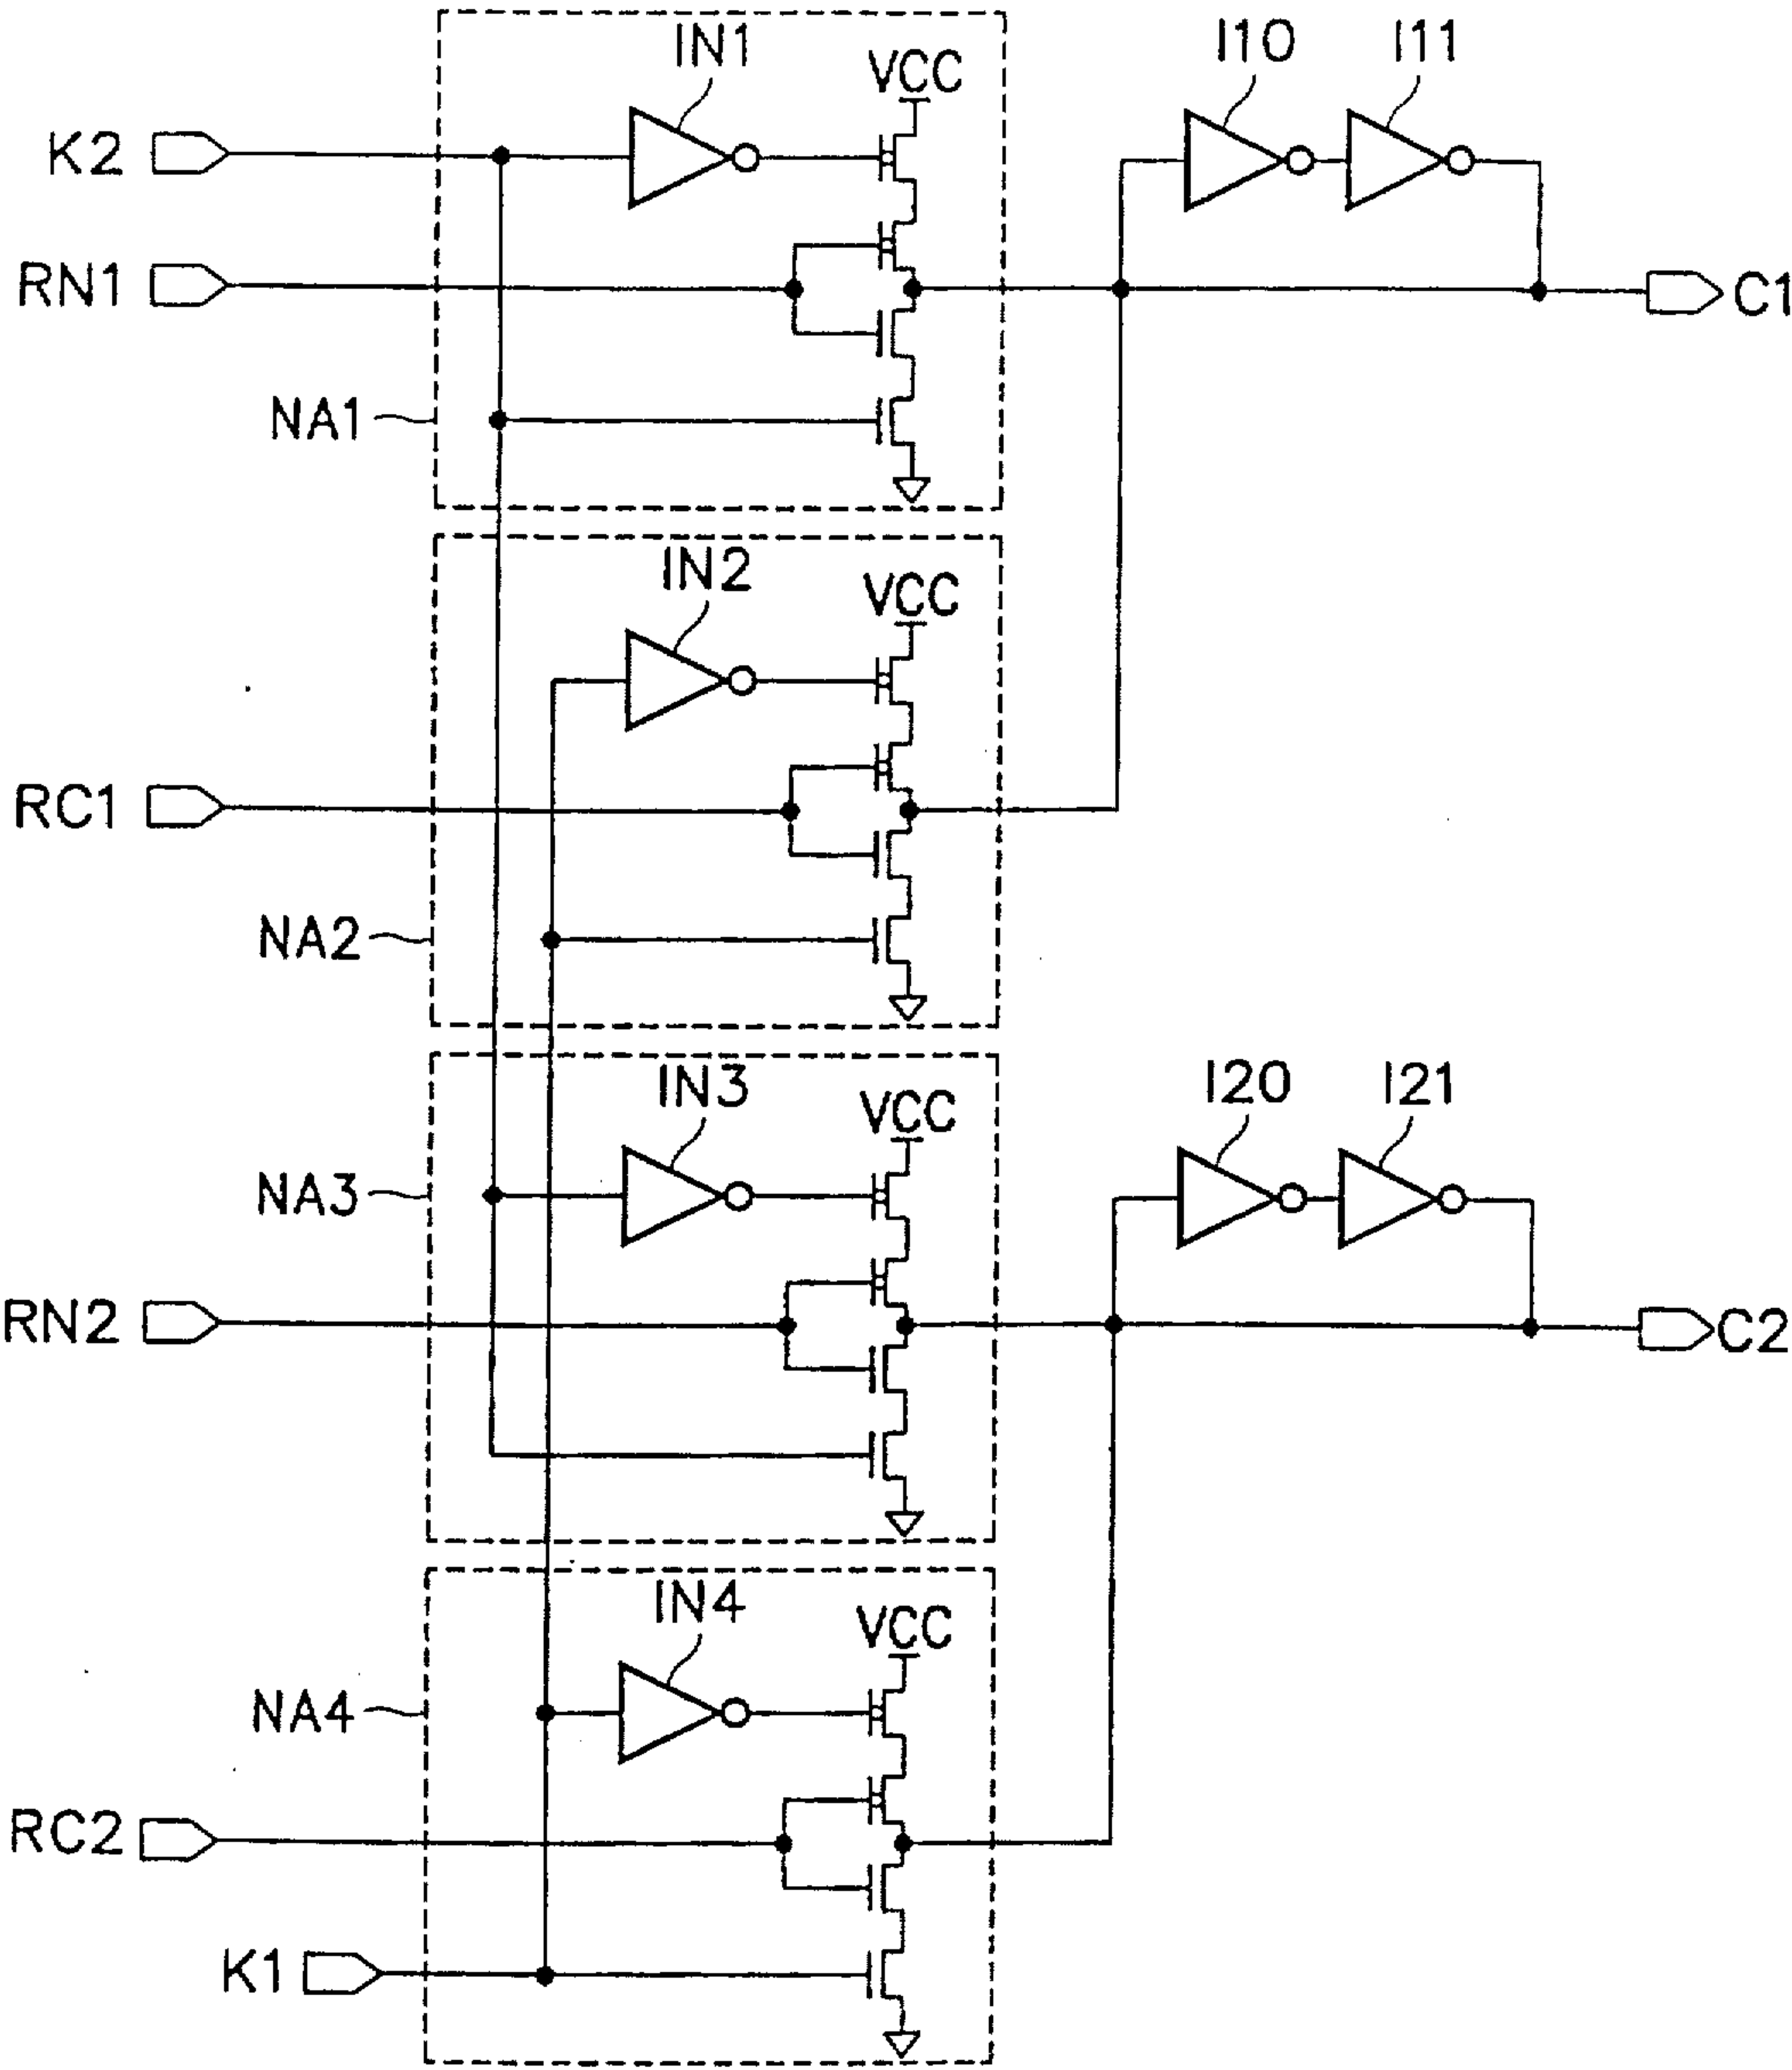 IN1
I10
I11
VCC
K2
RN1
C1
NA1
IN2
VCC
RC1
NA2
IN3
I20
I21
VCC
NA3
RN2
C2
IN4
VCC
NA4
RC2
K1